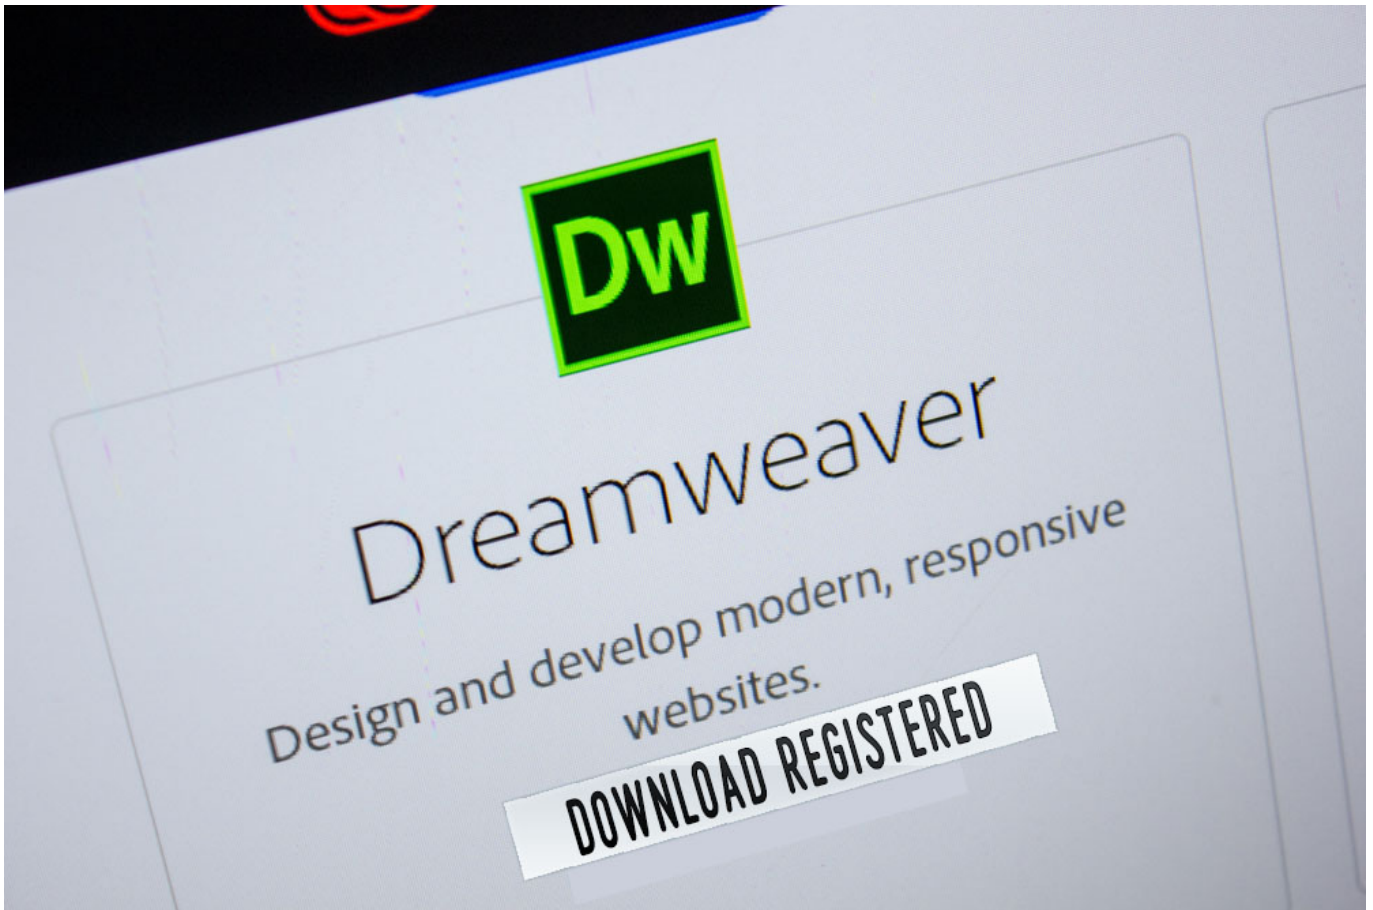 Dw
Dreamweaver
Design and develop modern, responsive
websites.
DOWNLOAD REGISTERED